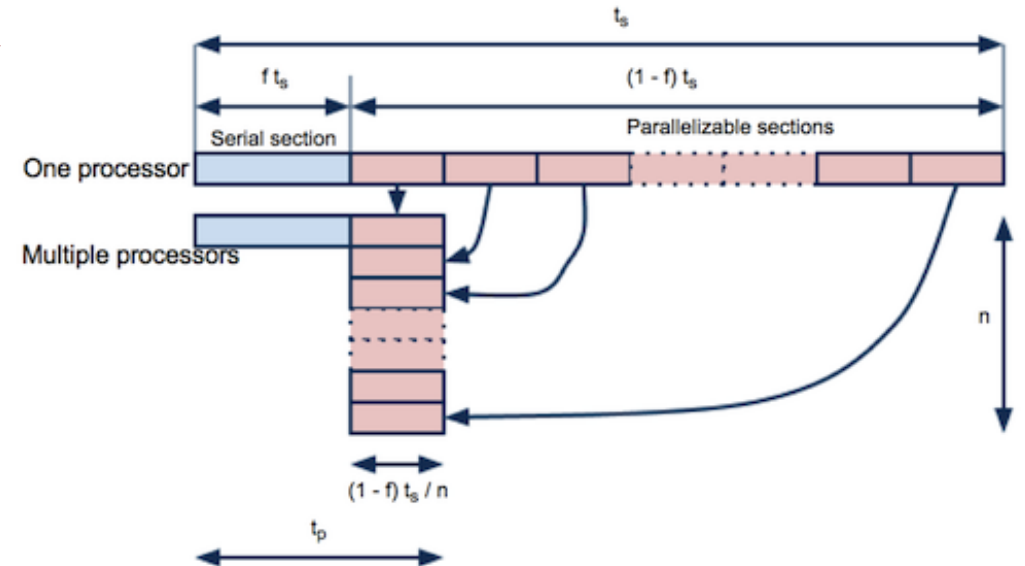 tₛ
f tₛ
(1 - f) tₛ
Serial section
Parallelizable sections
One processor
Multiple processors
n
(1 - f) tₛ / n
tₚ